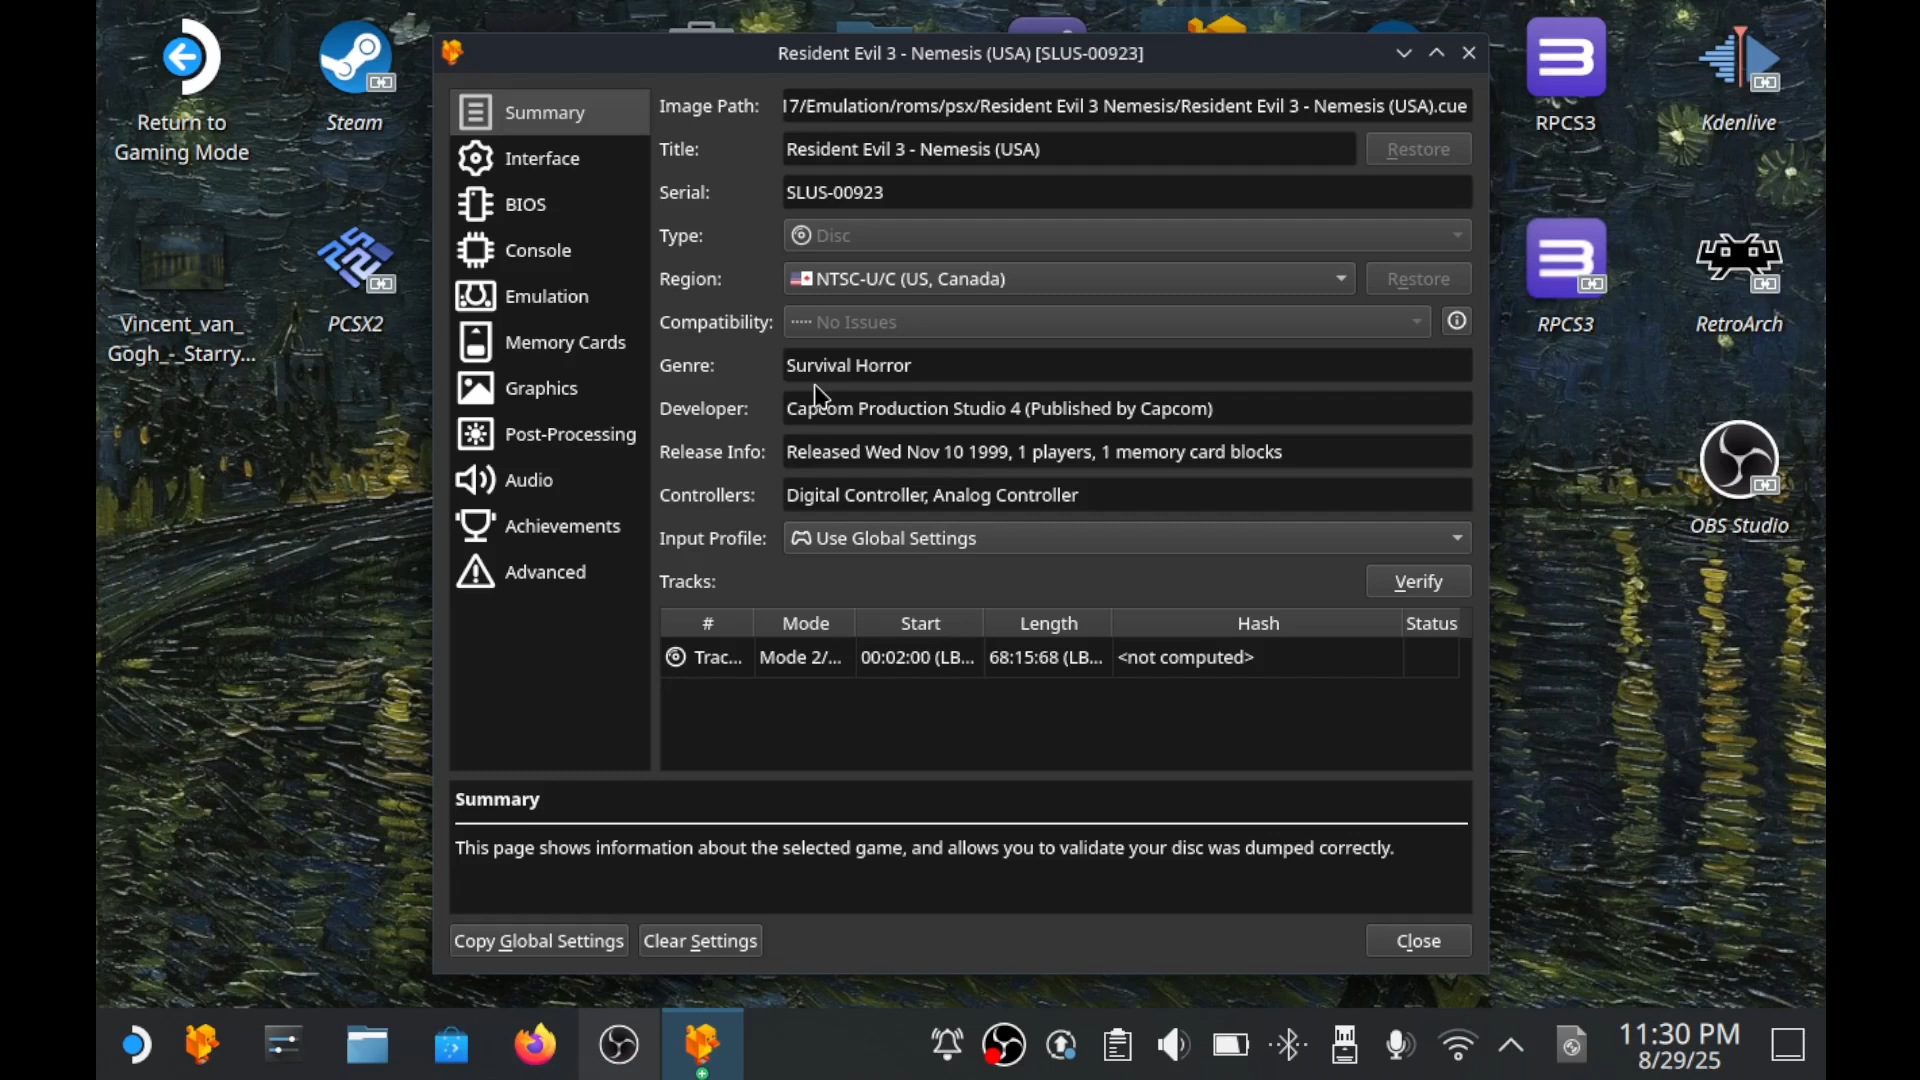 Resident Evil 3 - Nemesis (USA) [SLUS-00923]
Return to
Gaming Mode
Steam
Vincent_van_
Gogh_-_Starry...
PCSX2
Summary
Interface
BIOS
Console
Emulation
Memory Cards
Graphics
Post-Processing
Audio
Achievements
Advanced
Image Path: l7/Emulation/roms/psx/Resident Evil 3 Nemesis/Resident Evil 3 - Nemesis (USA).cue
Title: Resident Evil 3 - Nemesis (USA) Restore
Serial: SLUS-00923
Type: Disc
Region: NTSC-U/C (US, Canada) Restore
Compatibility: No Issues
Genre: Survival Horror
Developer: Capcom Production Studio 4 (Published by Capcom)
Release Info: Released Wed Nov 10 1999, 1 players, 1 memory card blocks
Controllers: Digital Controller, Analog Controller
Input Profile: Use Global Settings
Tracks: Verify
# Mode Start Length Hash Status
Trac... Mode 2/... 00:02:00 (LB... 68:15:68 (LB... <not computed>
Summary
This page shows information about the selected game, and allows you to validate your disc was dumped correctly.
Copy Global Settings Clear Settings Close
RPCS3
Kdenlive
RPCS3
RetroArch
OBS Studio
11:30 PM
8/29/25